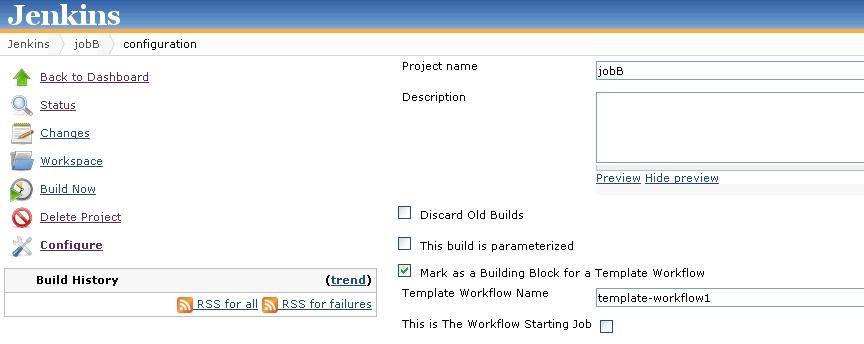 Jenkins
Jenkins jobB configuration
Back to Dashboard
Status
Changes
Workspace
Build Now
Delete Project
Configure
Build History (trend)
RSS for all RSS for failures
Project name jobB
Description
Preview Hide preview
Discard Old Builds
This build is parameterized
Mark as a Building Block for a Template Workflow
Template Workflow Name template-workflow1
This is The Workflow Starting Job